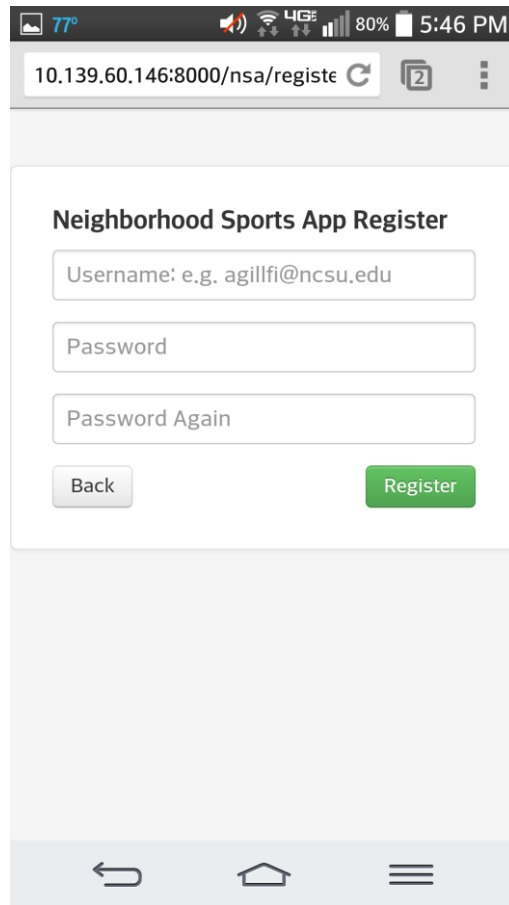 77° 4GE 80% 5:46 PM
10.139.60.146:8000/nsa/registe 2
Neighborhood Sports App Register
Username: e.g. agillfi@ncsu.edu
Password
Password Again
Back Register